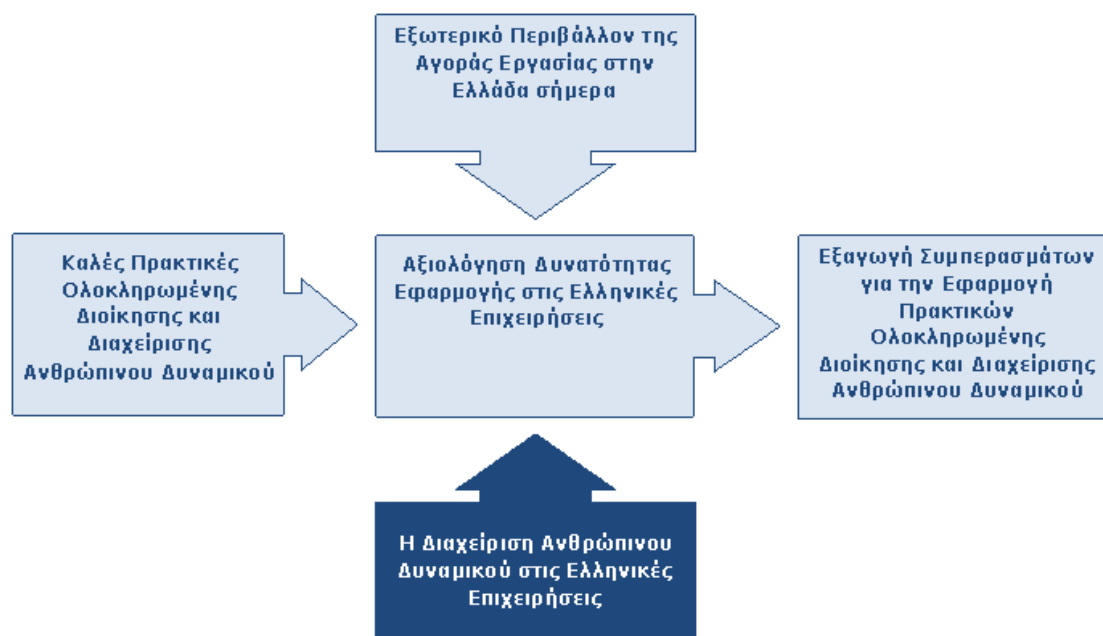 Εξωτερικό Περιβάλλον της
Αγοράς Εργασίας στην
Ελλάδα σήμερα
Καλές Πρακτικές
Ολοκληρωμένης
Διοίκησης και
Διαχείρισης
Ανθρώπινου Δυναμικού
Αξιολόγηση Δυνατότητας
Εφαρμογής στις Ελληνικές
Επιχειρήσεις
Εξαγωγή Συμπερασμάτων
για την Εφαρμογή
Πρακτικών
Ολοκληρωμένης
Διοίκησης και Διαχείρισης
Ανθρώπινου Δυναμικού
Η Διαχείριση Ανθρώπινου
Δυναμικού στις Ελληνικές
Επιχειρήσεις